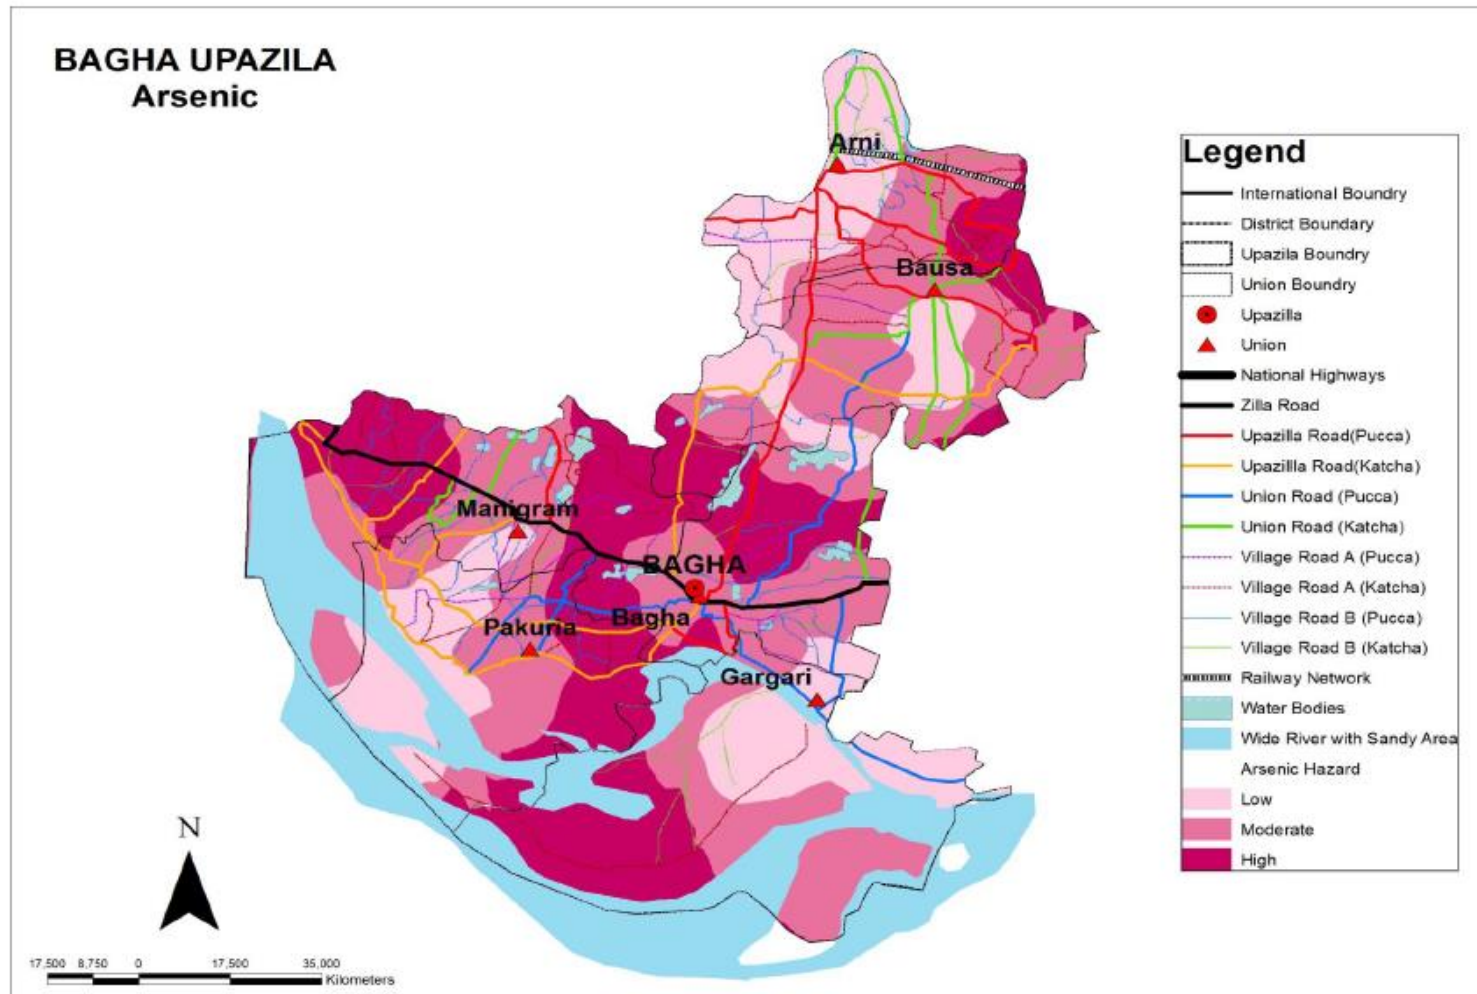 BAGHA UPAZILA
Arsenic
Arni
Bausa
Manigram
BAGHA
Bagha
Pakuria
Gargari
Legend
International Boundry
District Boundary
Upazila Boundry
Union Boundry
Upazilla
Union
National Highways
Zilla Road
Upazilla Road(Pucca)
Upazillla Road(Katcha)
Union Road (Pucca)
Union Road (Katcha)
Village Road A (Pucca)
Village Road A (Katcha)
Village Road B (Pucca)
Village Road B (Katcha)
Railway Network
Water Bodies
Wide River with Sandy Area
Arsenic Hazard
Low
Moderate
High
N
17,500 8,750 0 17,500 35,000
Kilometers